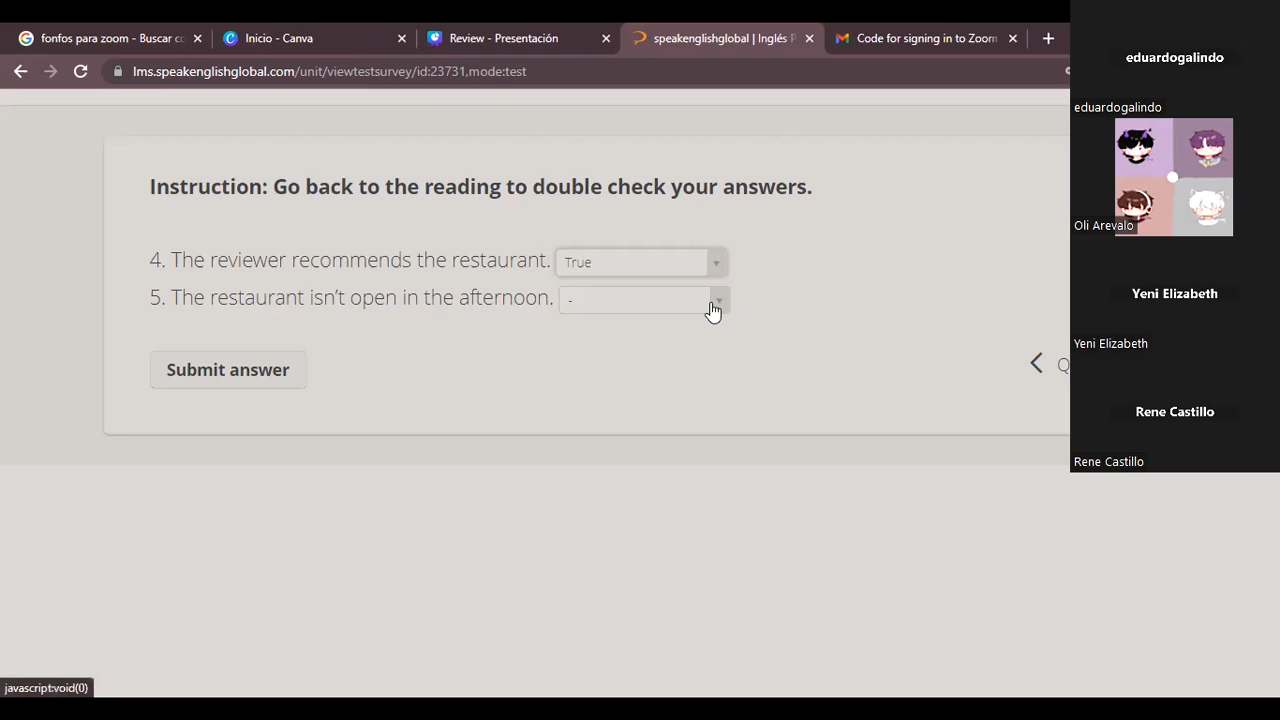 fonfos para zoom - Buscar co
Inicio - Canva
Review - Presentación
speakenglishglobal | Inglés P
Code for signing in to Zoom
lms.speakenglishglobal.com/unit/viewtestsurvey/id:23731,mode:test
Instruction: Go back to the reading to double check your answers.
4. The reviewer recommends the restaurant. True
5. The restaurant isn't open in the afternoon. -
Submit answer
Q
eduardogalindo
eduardogalindo
Oli Arevalo
Yeni Elizabeth
Yeni Elizabeth
Rene Castillo
Rene Castillo
javascript:void(0)